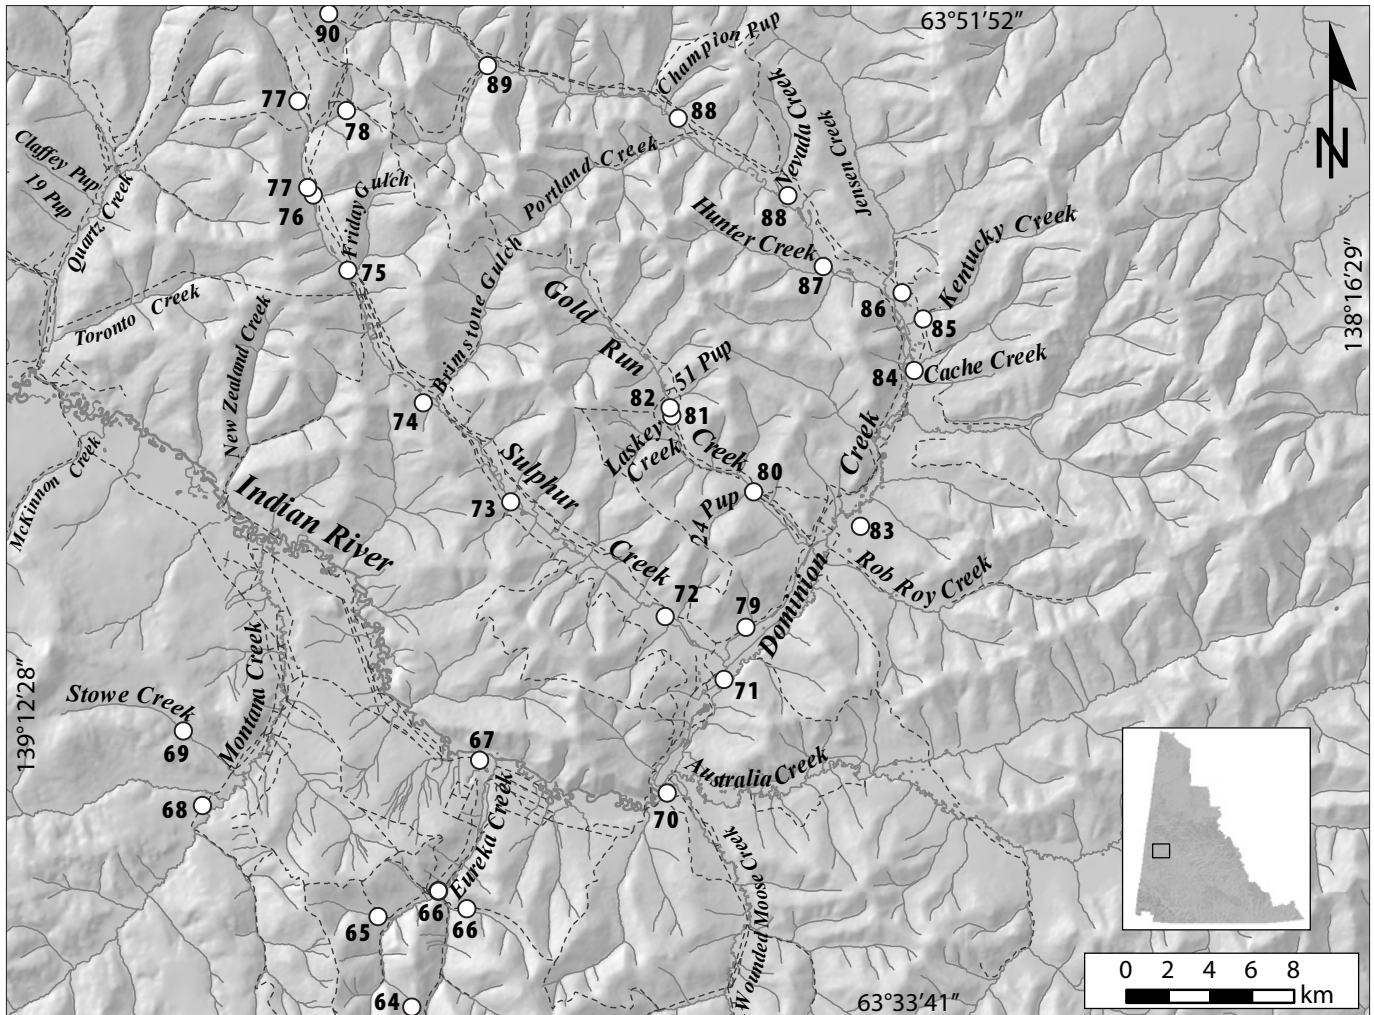 63°51’52”
90
Champion Pup
89
77
78
88
Nevada Creek
Jensen Creek
Claffey Pup
19 Pup
Quartz Creek
Portland Creek
77
76
Friday Gulch
88
Hunter Creek
Kentucky Creek
75
87
86
85
138°16’29”
Toronto Creek
New Zealand Creek
Brimstone Gulch
Gold Run Creek
51 Pup
84
Cache Creek
74
82
81
Laskey Creek
McKinnon Creek
Indian River
Sulphur Creek
73
80
24 Pup
83
Rob Roy Creek
Dominion Creek
72
79
71
139°12’28”
Stowe Creek
69
Montana Creek
67
68
Australia Creek
70
Eureka Creek
66
66
65
64
Wounded Moose Creek
63°33’41”
N
0 2 4 6 8
km